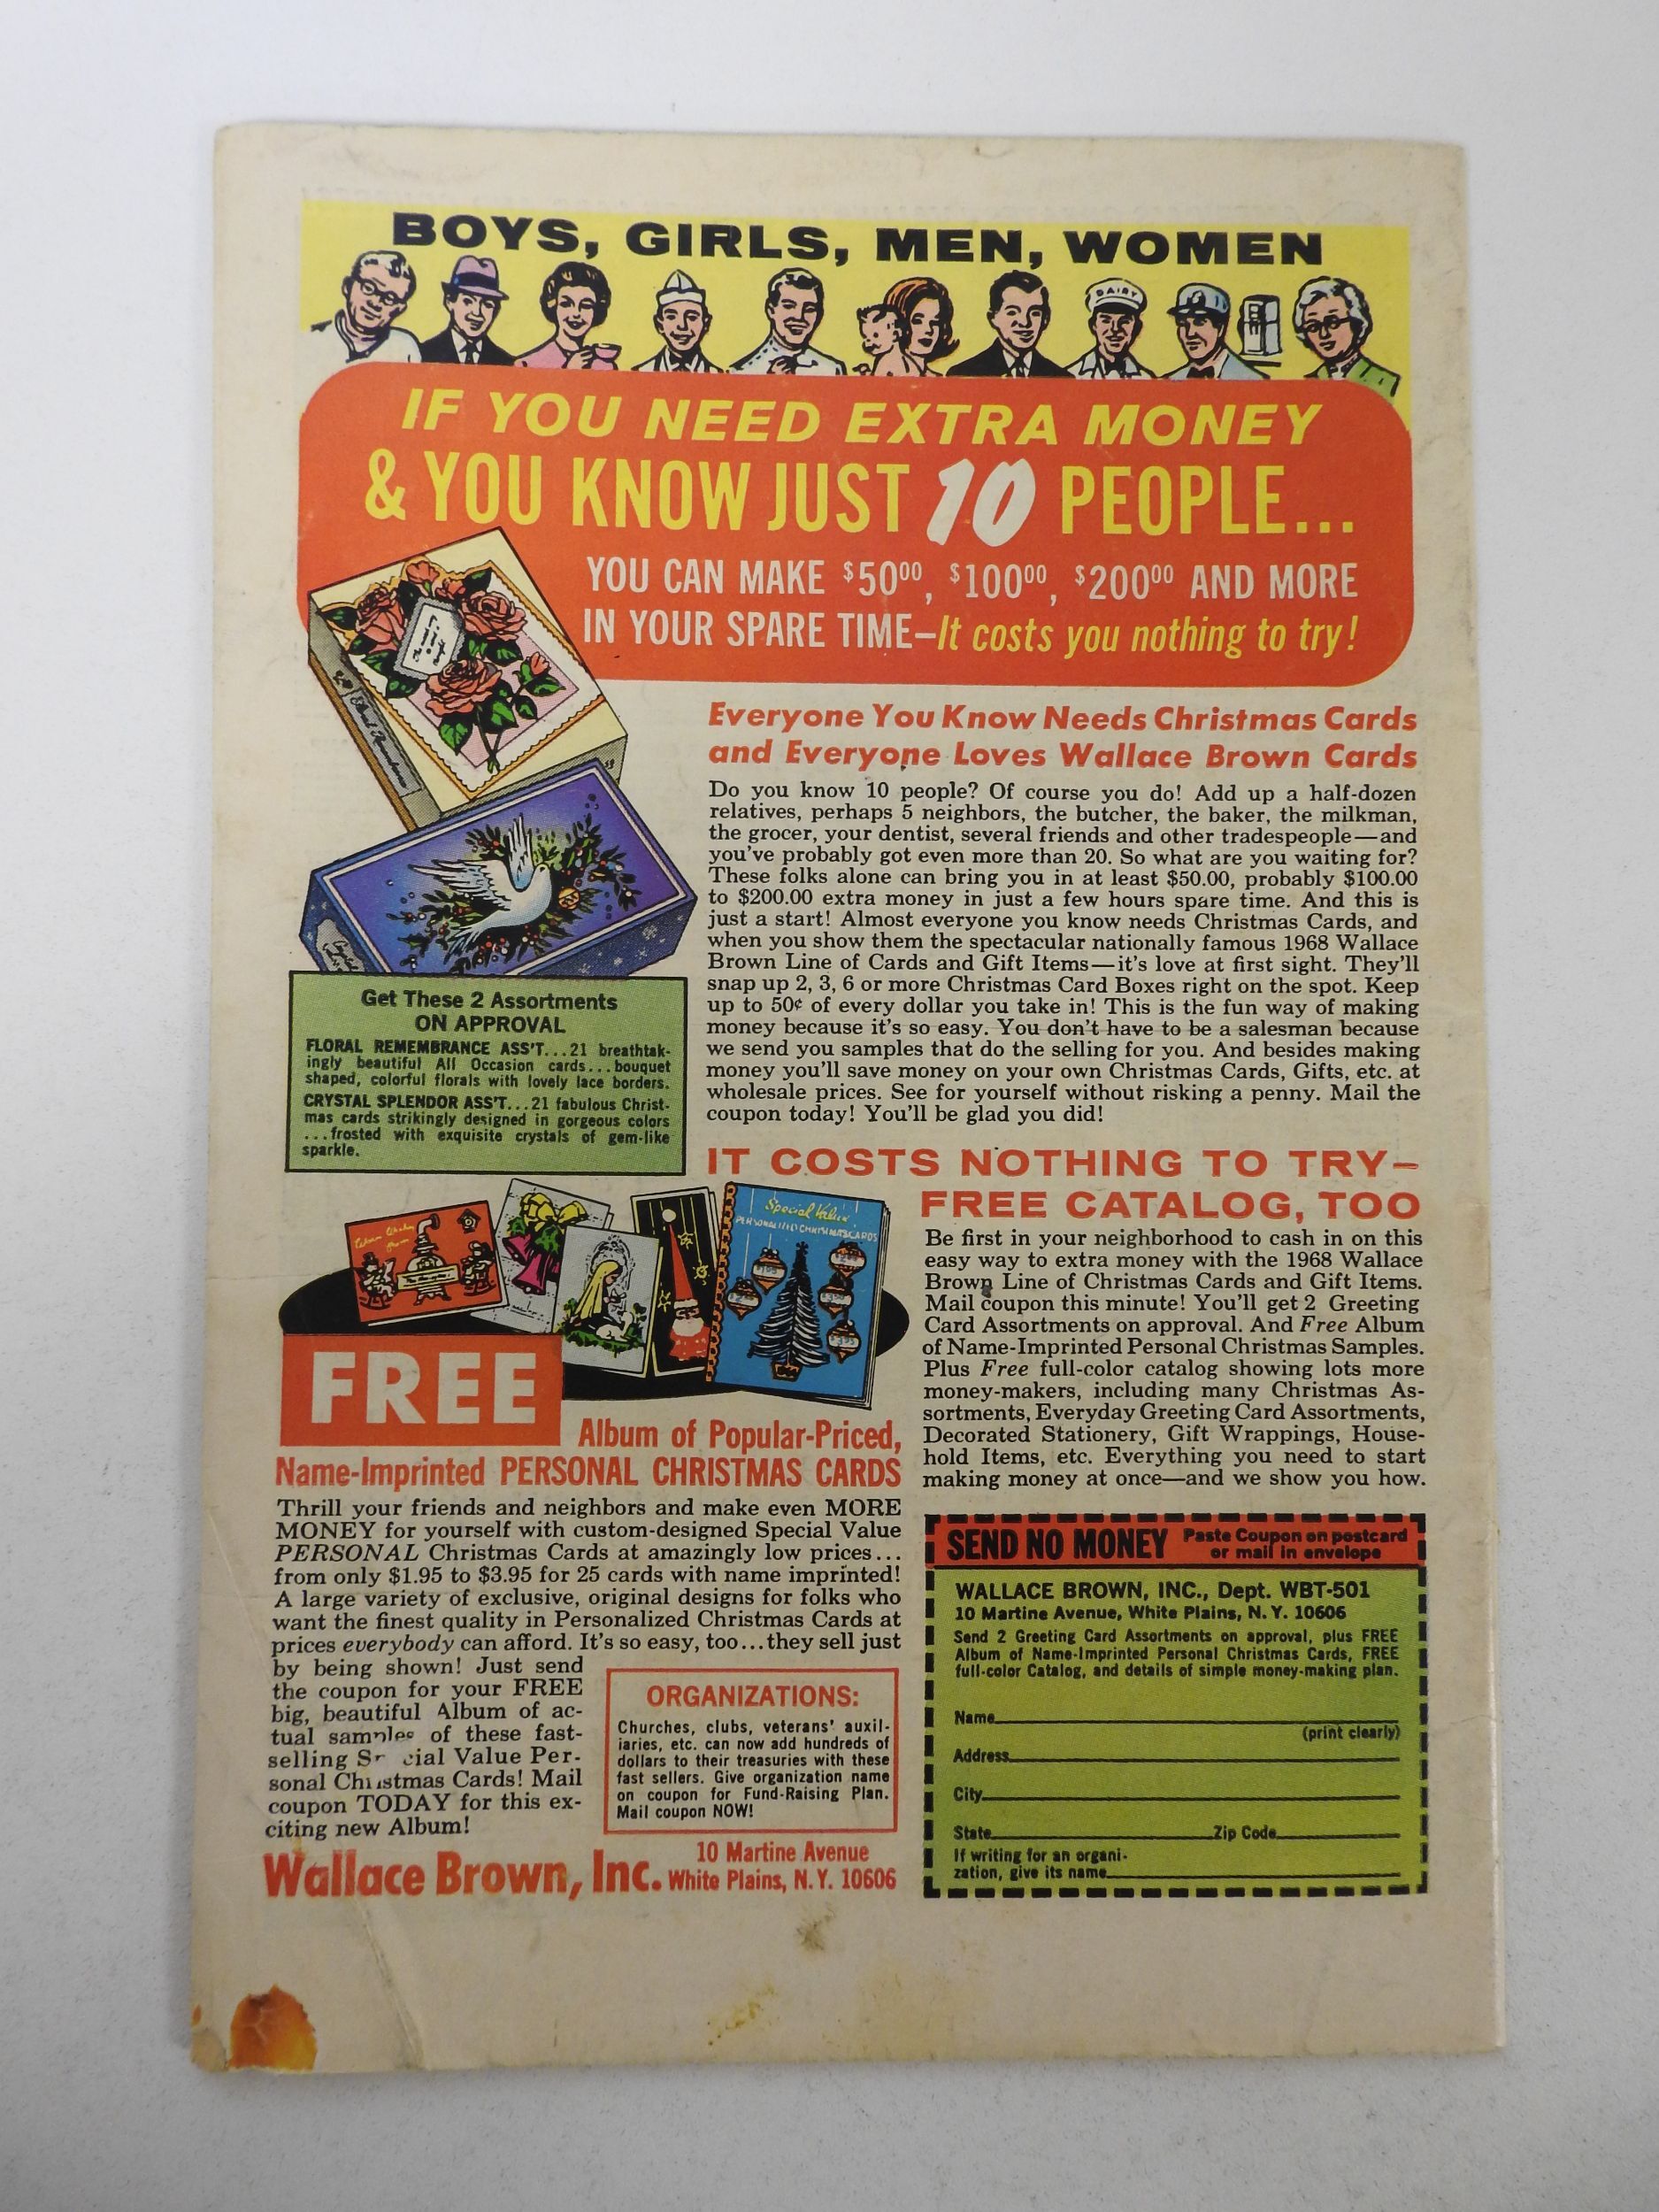 BOYS, GIRLS, MEN, WOMEN
DAIRY
IF YOU NEED EXTRA MONEY
& YOU KNOW JUST 10 PEOPLE...
YOU CAN MAKE $5000, $10000, $20000 AND MORE
IN YOUR SPARE TIME—It costs you nothing to try!
Everyone You Know Needs Christmas Cards
and Everyone Loves Wallace Brown Cards
Do you know 10 people? Of course you do! Add up a half-dozen
relatives, perhaps 5 neighbors, the butcher, the baker, the milkman,
the grocer, your dentist, several friends and other tradespeople—and
you've probably got even more than 20. So what are you waiting for?
These folks alone can bring you in at least $50.00, probably $100.00
to $200.00 extra money in just a few hours spare time. And this is
just a start! Almost everyone you know needs Christmas Cards, and
when you show them the spectacular nationally famous 1968 Wallace
Brown Line of Cards and Gift Items—it's love at first sight. They'll
snap up 2, 3, 6 or more Christmas Card Boxes right on the spot. Keep
up to 50¢ of every dollar you take in! This is the fun way of making
money because it's so easy. You don't have to be a salesman because
we send you samples that do the selling for you. And besides making
money you'll save money on your own Christmas Cards, Gifts, etc. at
wholesale prices. See for yourself without risking a penny. Mail the
coupon today! You'll be glad you did!
Get These 2 Assortments
ON APPROVAL
FLORAL REMEMBRANCE ASS'T...21 breathtak-
ingly beautiful All Occasion cards...bouquet
shaped, colorful florals with lovely lace borders.
CRYSTAL SPLENDOR ASS'T...21 fabulous Christ-
mas cards strikingly designed in gorgeous colors
...frosted with exquisite crystals of gem-like
sparkle.
IT COSTS NOTHING TO TRY—
FREE CATALOG, TOO
Be first in your neighborhood to cash in on this
easy way to extra money with the 1968 Wallace
Brown Line of Christmas Cards and Gift Items.
Mail coupon this minute! You'll get 2 Greeting
Card Assortments on approval. And Free Album
of Name-Imprinted Personal Christmas Samples.
Plus Free full-color catalog showing lots more
money-makers, including many Christmas As-
sortments, Everyday Greeting Card Assortments,
Decorated Stationery, Gift Wrappings, House-
hold Items, etc. Everything you need to start
making money at once—and we show you how.
Special Value
PERSONALIZED CHRISTMAS CARDS
FREE
Album of Popular-Priced,
Name-Imprinted PERSONAL CHRISTMAS CARDS
Thrill your friends and neighbors and make even MORE
MONEY for yourself with custom-designed Special Value
PERSONAL Christmas Cards at amazingly low prices...
from only $1.95 to $3.95 for 25 cards with name imprinted!
A large variety of exclusive, original designs for folks who
want the finest quality in Personalized Christmas Cards at
prices everybody can afford. It's so easy, too...they sell just
by being shown! Just send
the coupon for your FREE
big, beautiful Album of ac-
tual samples of these fast-
selling Special Value Per-
sonal Christmas Cards! Mail
coupon TODAY for this ex-
citing new Album!
ORGANIZATIONS:
Churches, clubs, veterans' auxil-
iaries, etc. can now add hundreds of
dollars to their treasuries with these
fast sellers. Give organization name
on coupon for Fund-Raising Plan.
Mail coupon NOW!
Wallace Brown, Inc.
10 Martine Avenue
White Plains, N.Y. 10606
SEND NO MONEY
Paste Coupon on postcard
or mail in envelope
WALLACE BROWN, INC., Dept. WBT-501
10 Martine Avenue, White Plains, N.Y. 10606
Send 2 Greeting Card Assortments on approval, plus FREE
Album of Name-Imprinted Personal Christmas Cards, FREE
full-color Catalog, and details of simple money-making plan.
Name
(print clearly)
Address
City
State Zip Code
If writing for an organi-
zation, give its name